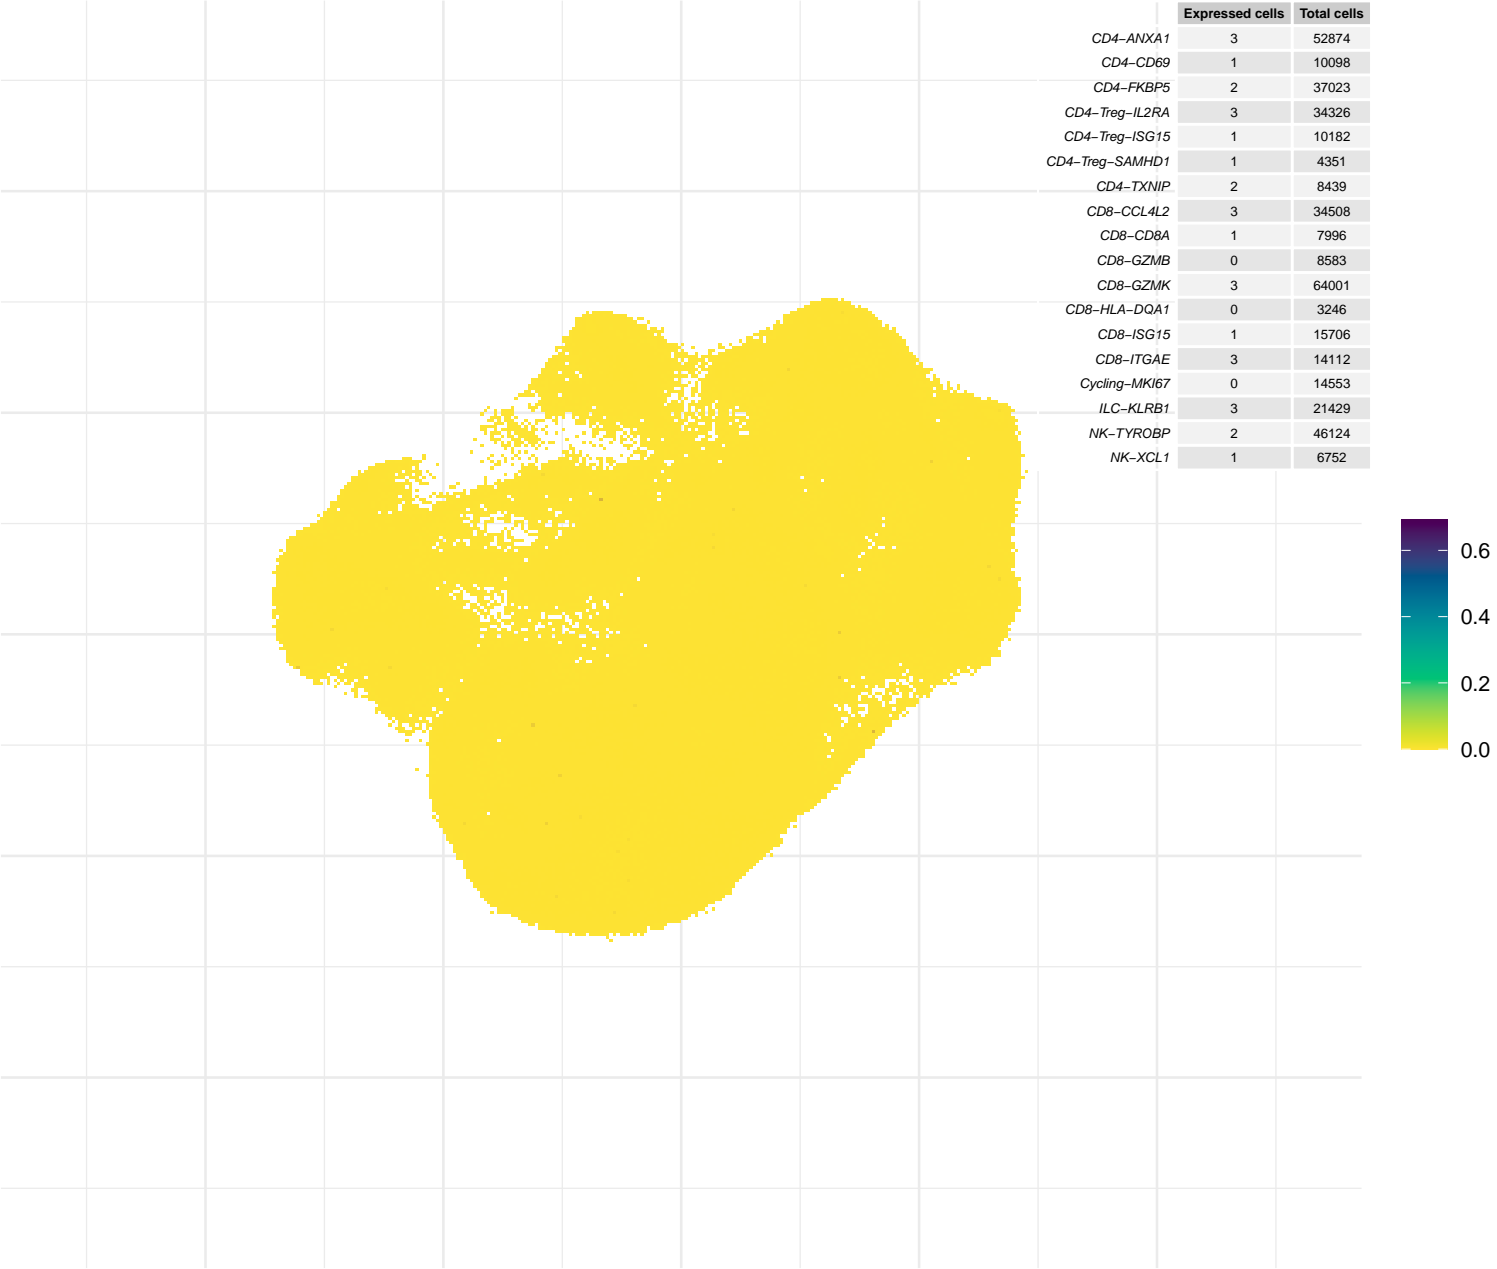 Expressed cells Total cells
CD4−ANXA1 3 52874
CD4−CD69 1 10098
CD4−FKBP5 2 37023
CD4−Treg−IL2RA 3 34326
CD4−Treg−ISG15 1 10182
CD4−Treg−SAMHD1 1 4351
CD4−TXNIP 2 8439
CD8−CCL4L2 3 34508
CD8−CD8A 1 7996
CD8−GZMB 0 8583
CD8−GZMK 3 64001
CD8−HLA−DQA1 0 3246
CD8−ISG15 1 15706
CD8−ITGAE 3 14112
Cycling−MKI67 0 14553
ILC−KLRB1 3 21429
NK−TYROBP 2 46124
NK−XCL1 1 6752
0.6
0.4
0.2
0.0